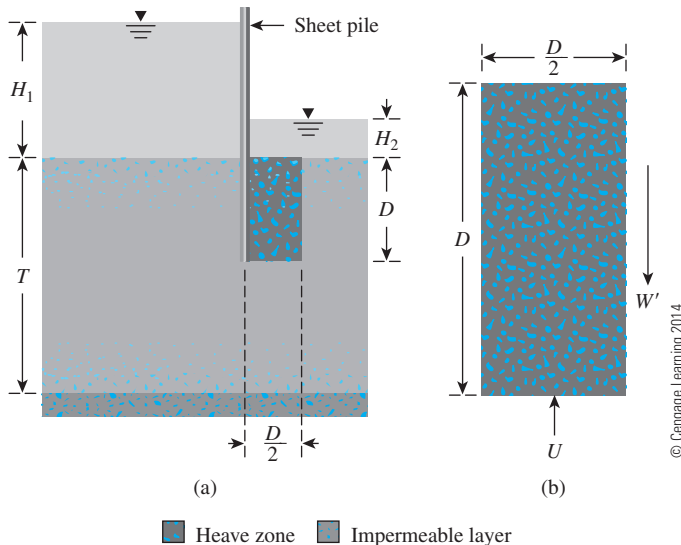 Sheet pile
H1
H2
D
T
D/2
(a)
D/2
D
W′
U
(b)
© Cengage Learning 2014
Heave zone
Impermeable layer